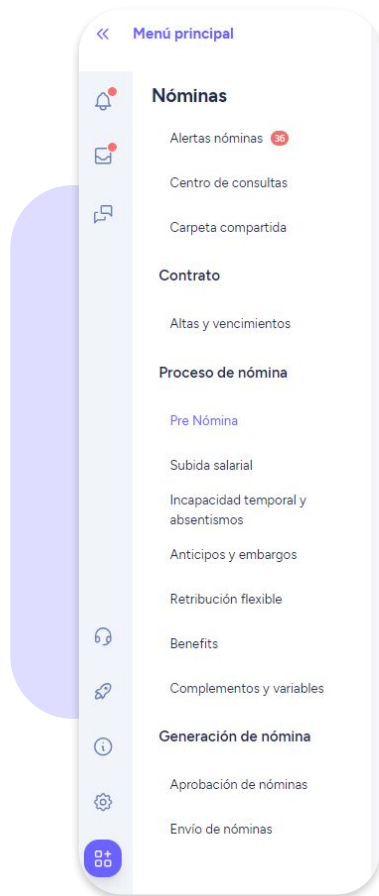 Menú principal
Nóminas
Alertas nóminas 36
Centro de consultas
Carpeta compartida
Contrato
Altas y vencimientos
Proceso de nómina
Pre Nómina
Subida salarial
Incapacidad temporal y
absentismos
Anticipos y embargos
Retribución flexible
Benefits
Complementos y variables
Generación de nómina
Aprobación de nóminas
Envío de nóminas